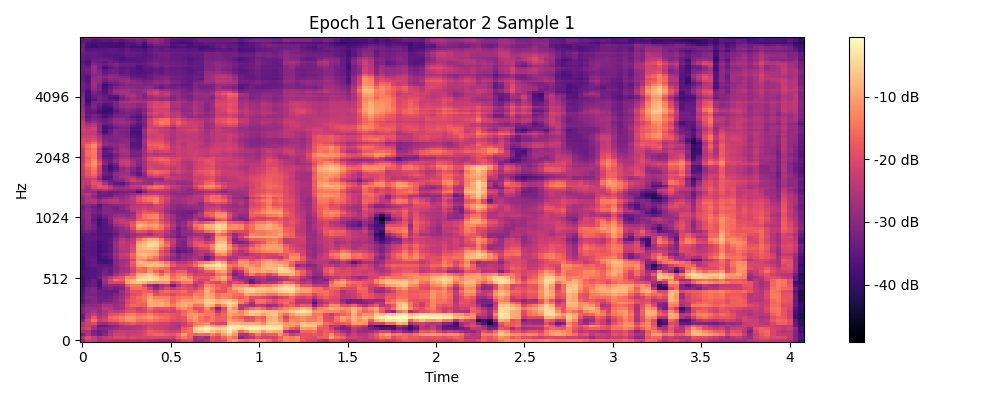 Epoch 11 Generator 2 Sample 1
Hz
4096
2048
1024
512
0
0 0.5 1 1.5 2 2.5 3 3.5 4
Time
-10 dB
-20 dB
-30 dB
-40 dB